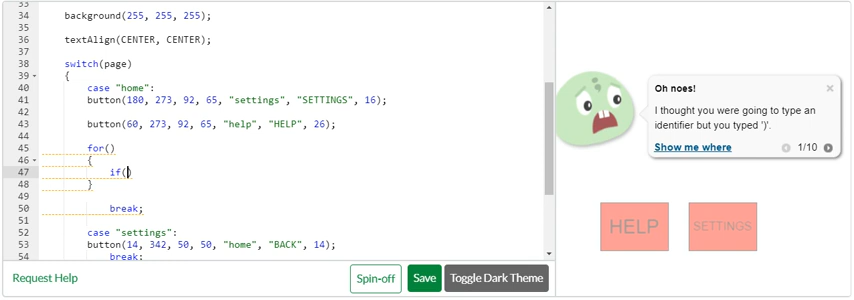 33
34 background(255, 255, 255);
35
36 textAlign(CENTER, CENTER);
37
38 switch(page)
39 {
40 case "home":
41 button(180, 273, 92, 65, "settings", "SETTINGS", 16);
42
43 button(60, 273, 92, 65, "help", "HELP", 26);
44
45 for()
46 {
47 if()
48 }
49
50 break;
51
52 case "settings":
53 button(14, 342, 50, 50, "home", "BACK", 14);
54 break;
Oh noes! ×
I thought you were going to type an
identifier but you typed ')'.
Show me where 1/10
HELP SETTINGS
Request Help Spin-off Save Toggle Dark Theme